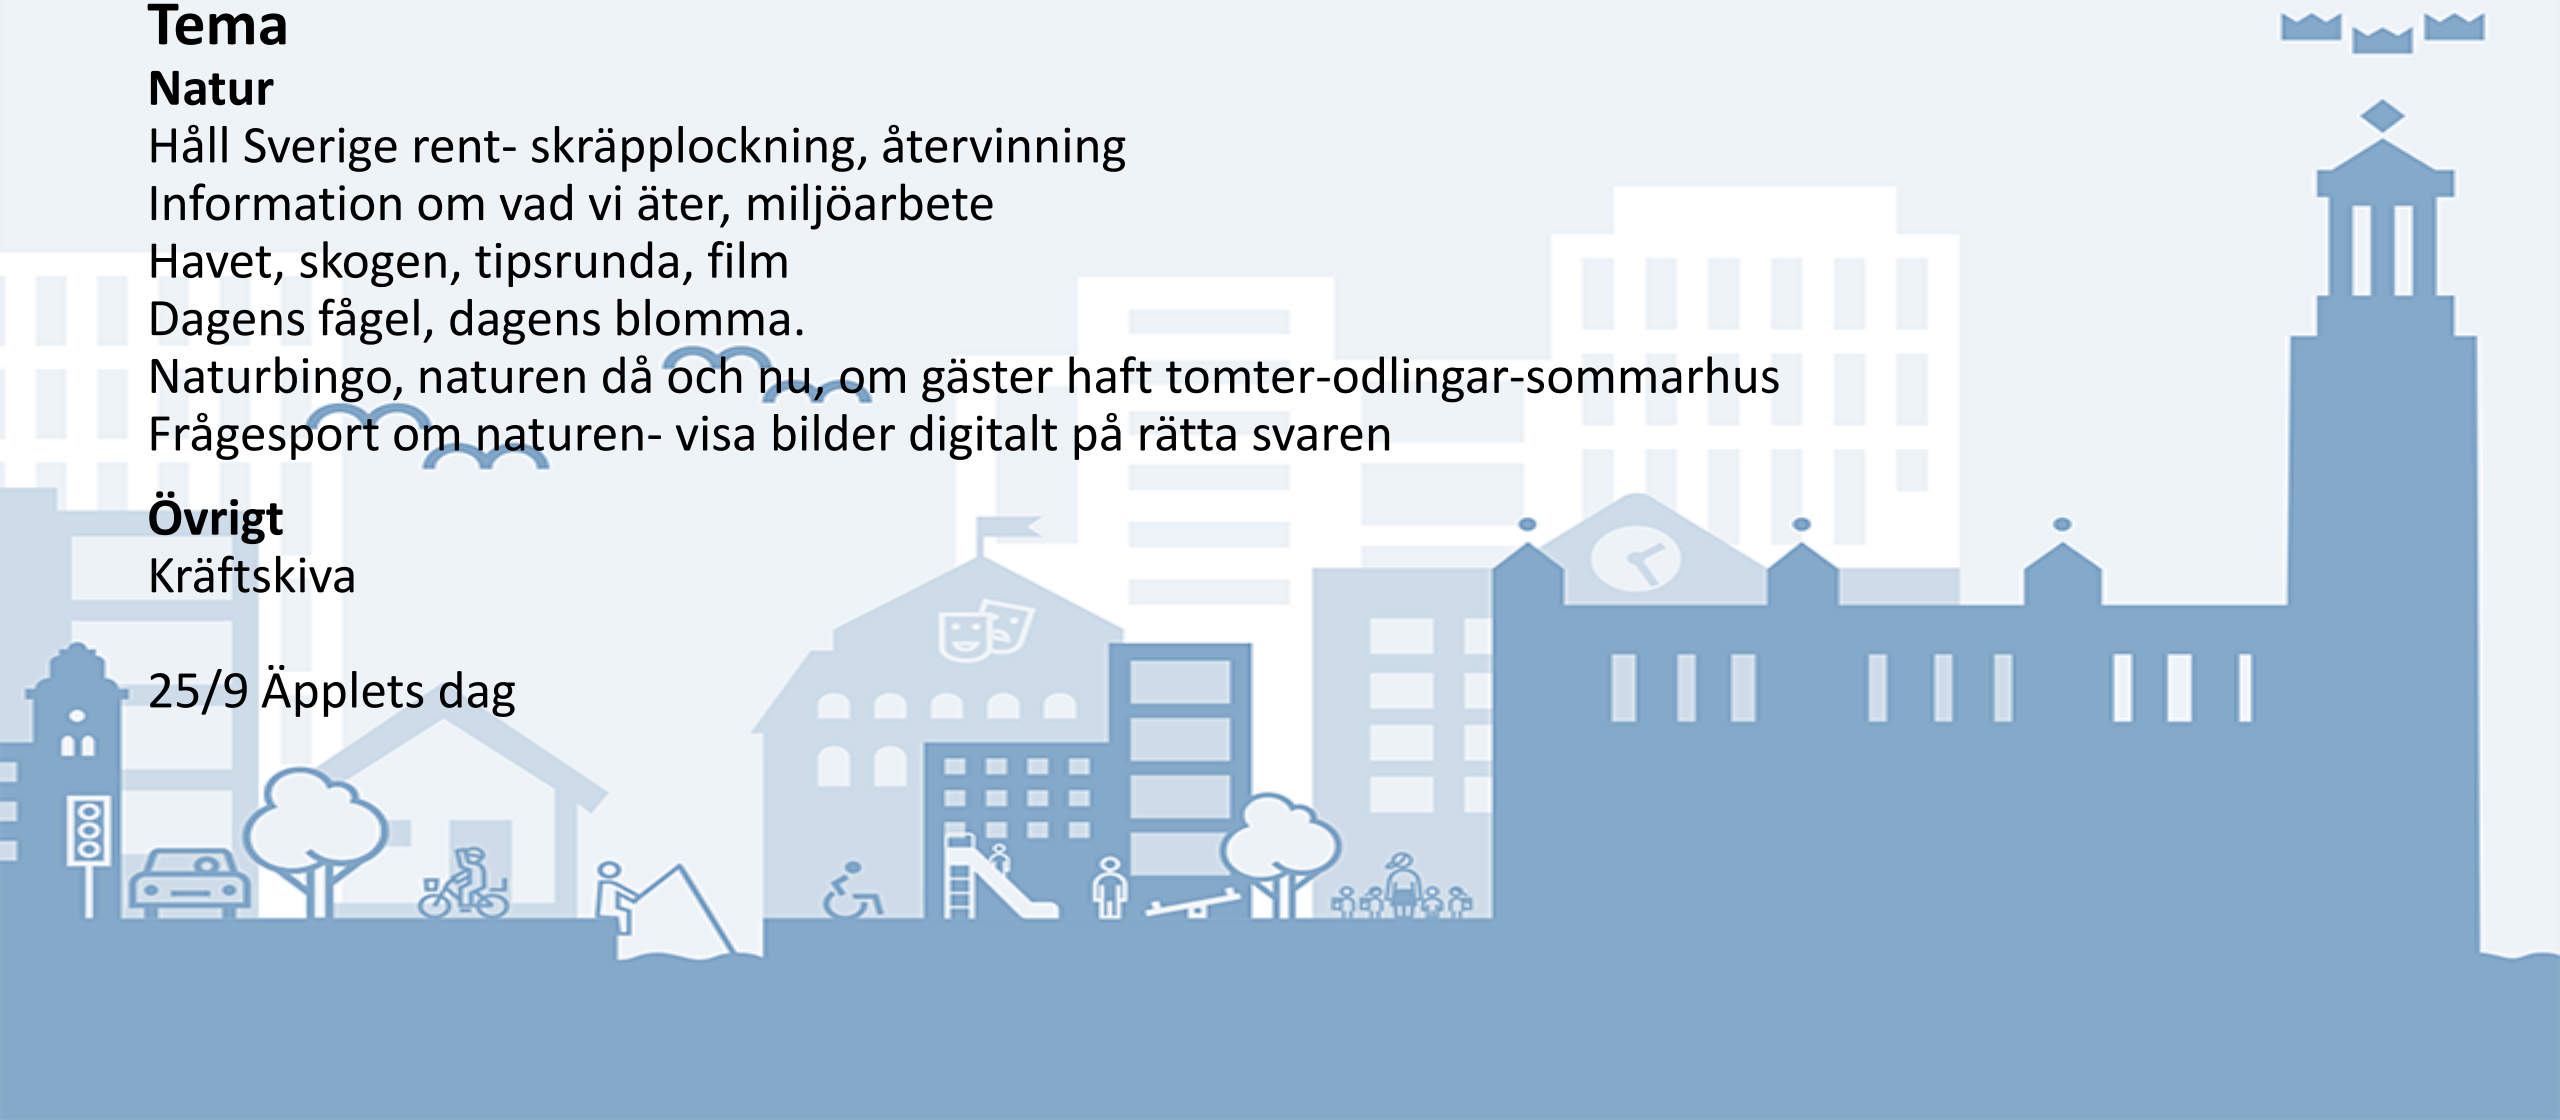 Tema
Natur
Håll Sverige rent- skräpplockning, återvinning
Information om vad vi äter, miljöarbete
Havet, skogen, tipsrunda, film
Dagens fågel, dagens blomma.
Naturbingo, naturen då och nu, om gäster haft tomter-odlingar-sommarhus
Frågesport om naturen- visa bilder digitalt på rätta svaren
Övrigt
Kräftskiva
25/9 Äpplets dag